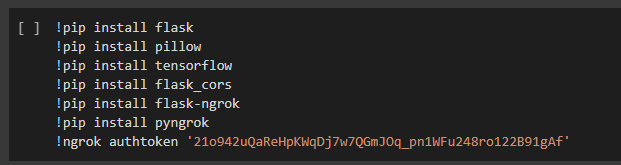 [ ] !pip install flask
!pip install pillow
!pip install tensorflow
!pip install flask_cors
!pip install flask-ngrok
!pip install pyngrok
!ngrok authtoken '21o942uQaReHpKWqDj7w7QGmJOq_pn1WFu248ro122B91gAf'